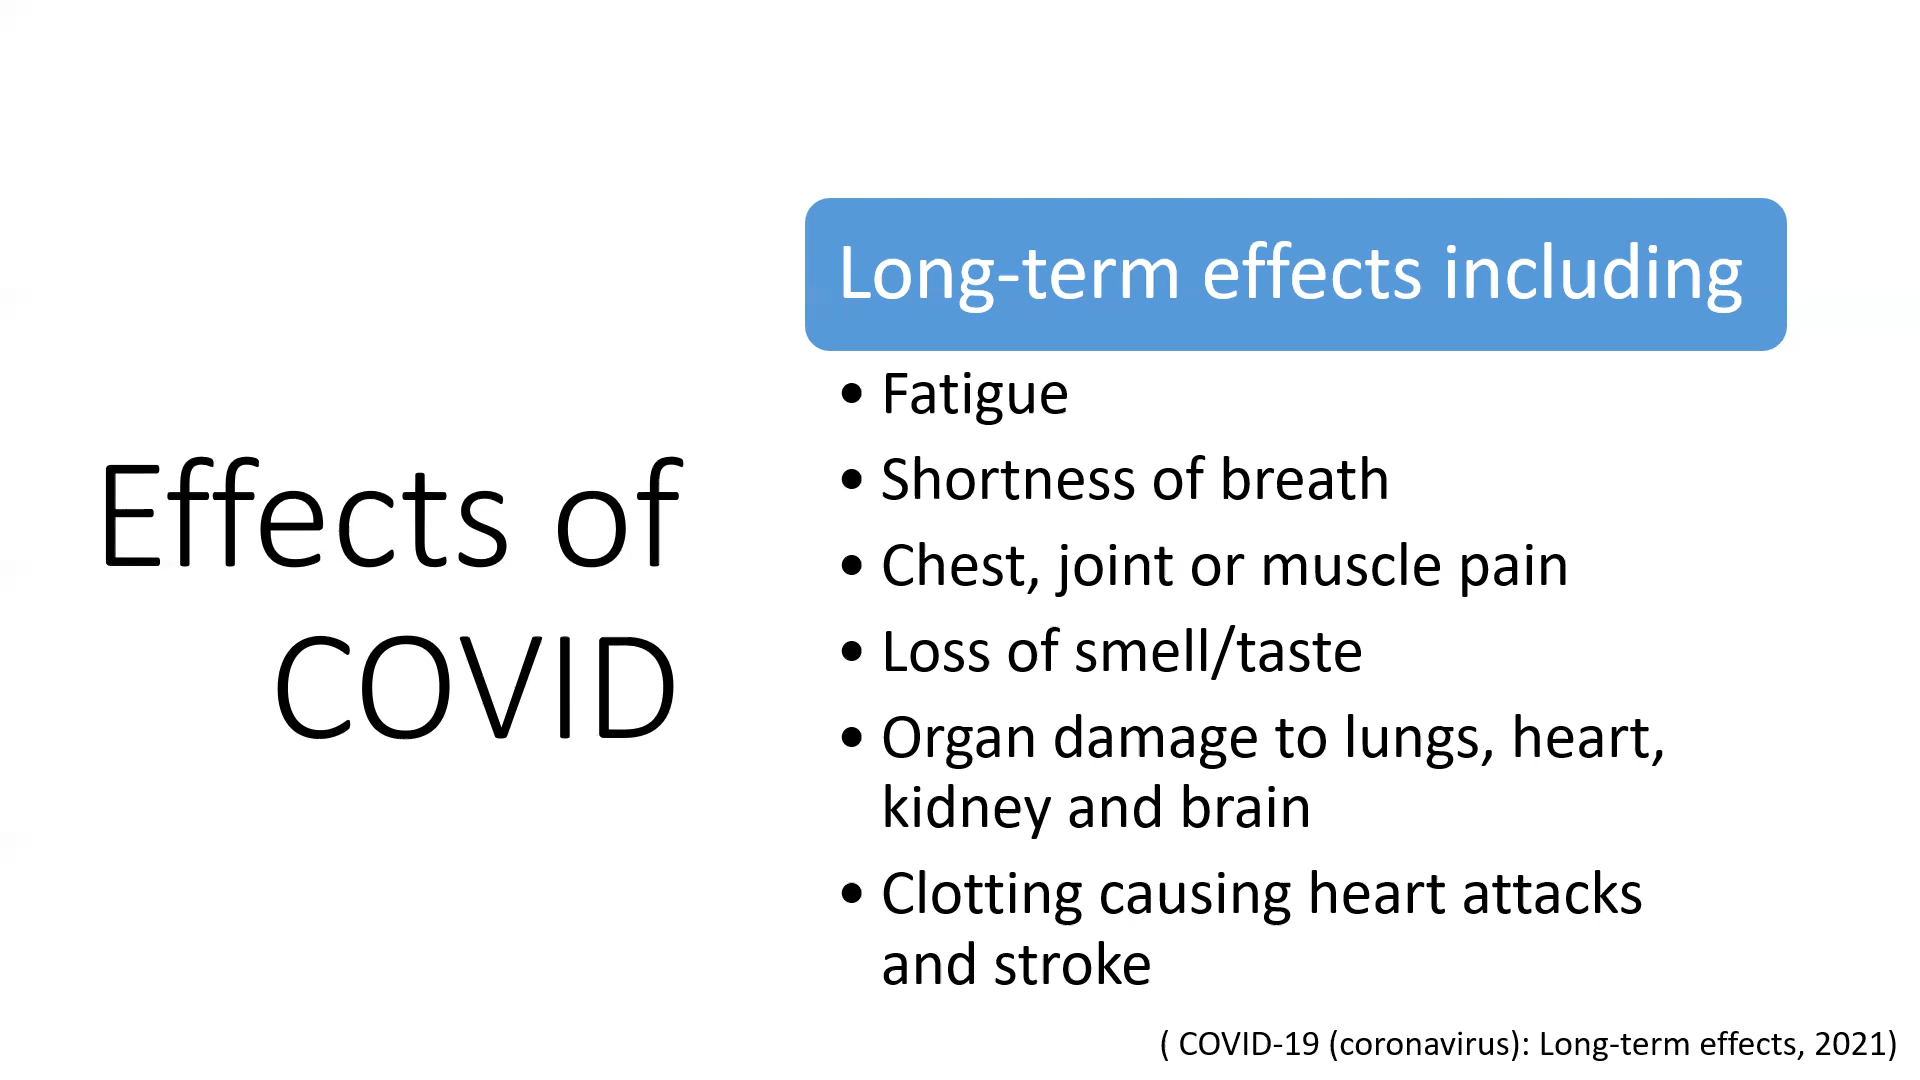 Effects of
COVID
Long-term effects including
• Fatigue
• Shortness of breath
• Chest, joint or muscle pain
• Loss of smell/taste
• Organ damage to lungs, heart,
kidney and brain
• Clotting causing heart attacks
and stroke
( COVID-19 (coronavirus): Long-term effects, 2021)